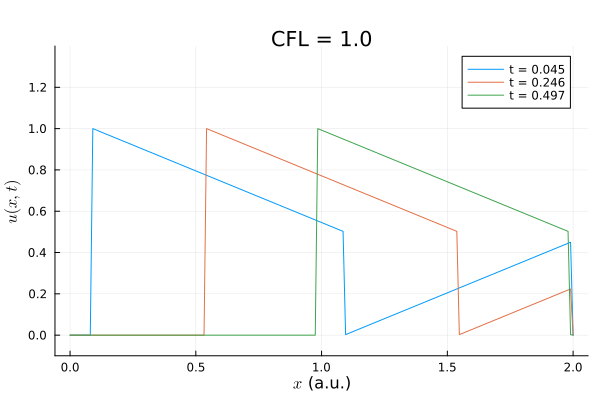 CFL = 1.0
t = 0.045
t = 0.246
t = 0.497
u(x, t)
1.2
1.0
0.8
0.6
0.4
0.2
0.0
0.0 0.5 1.0 1.5 2.0
x (a.u.)